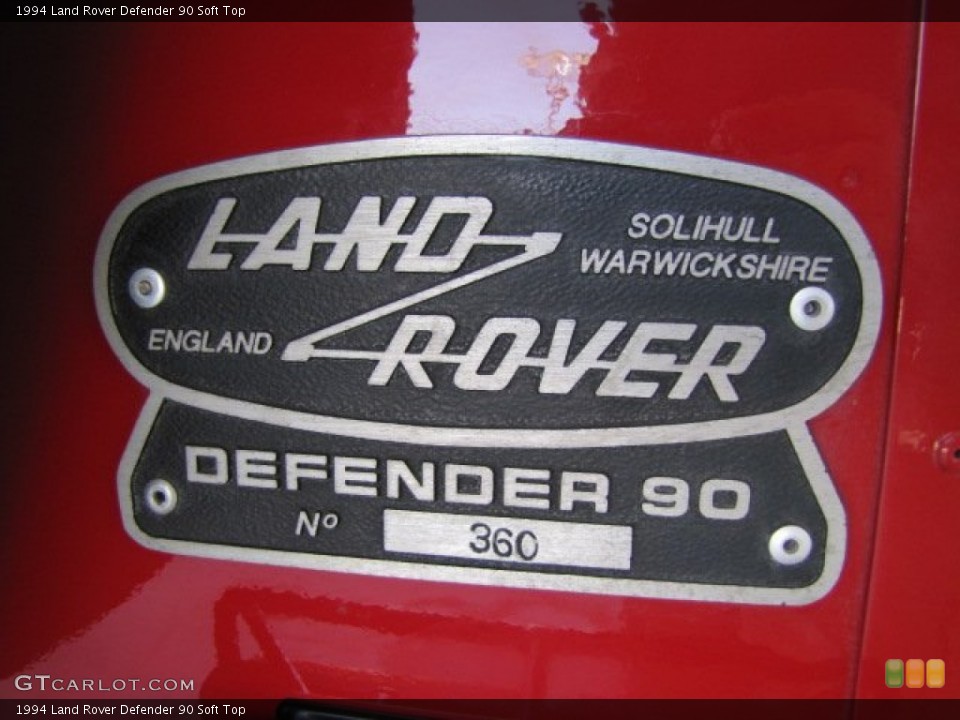 1994 Land Rover Defender 90 Soft Top
LAND
SOLIHULL
WARWICKSHIRE
ENGLAND
ROVER
DEFENDER 90
Nº 360
GTCARLOT.COM
1994 Land Rover Defender 90 Soft Top